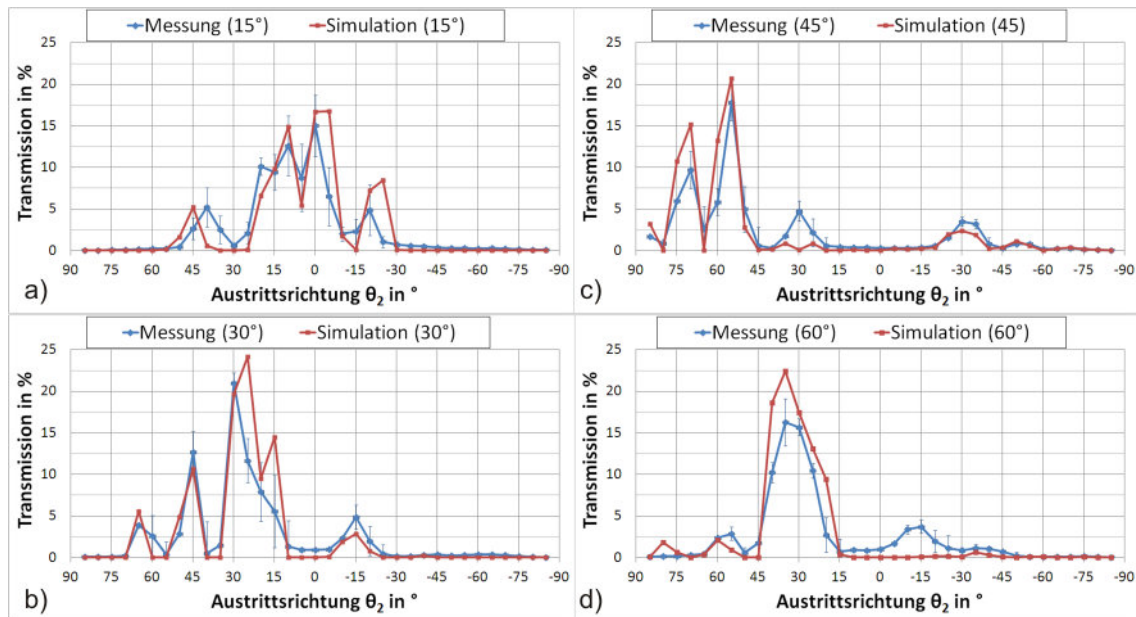 Messung (15°) Simulation (15°)
Transmission in %
25
20
15
10
5
0
90 75 60 45 30 15 0 -15 -30 -45 -60 -75 -90
Austrittsrichtung θ₂ in °
a)
Messung (45°) Simulation (45)
Transmission in %
25
20
15
10
5
0
90 75 60 45 30 15 0 -15 -30 -45 -60 -75 -90
Austrittsrichtung θ₂ in °
c)
Messung (30°) Simulation (30°)
Transmission in %
25
20
15
10
5
0
90 75 60 45 30 15 0 -15 -30 -45 -60 -75 -90
Austrittsrichtung θ₂ in °
b)
Messung (60°) Simulation (60°)
Transmission in %
25
20
15
10
5
0
90 75 60 45 30 15 0 -15 -30 -45 -60 -75 -90
Austrittsrichtung θ₂ in °
d)